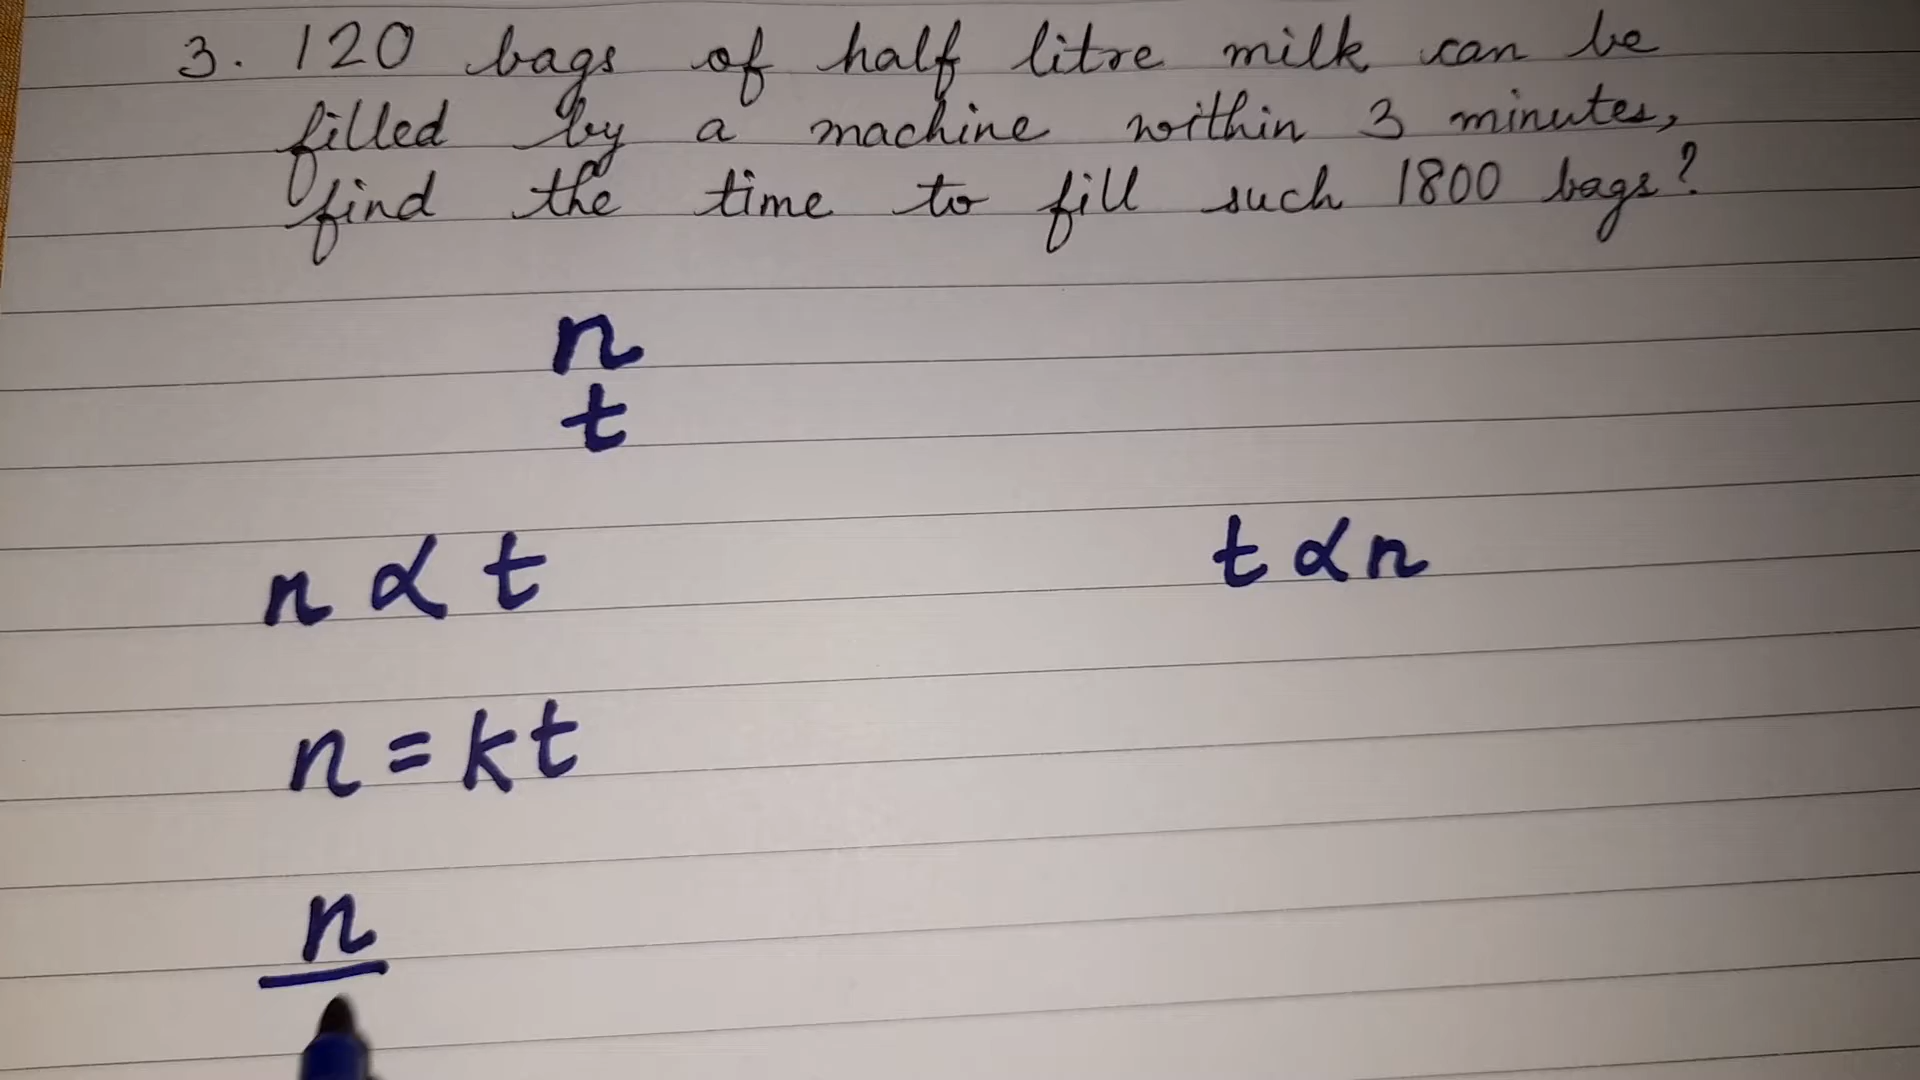 3. 120 bags of half litre milk can be
filled by a machine within 3 minutes,
find the time to fill such 1800 bags?
n
t
n ∝ t
t ∝ n
n = kt
n